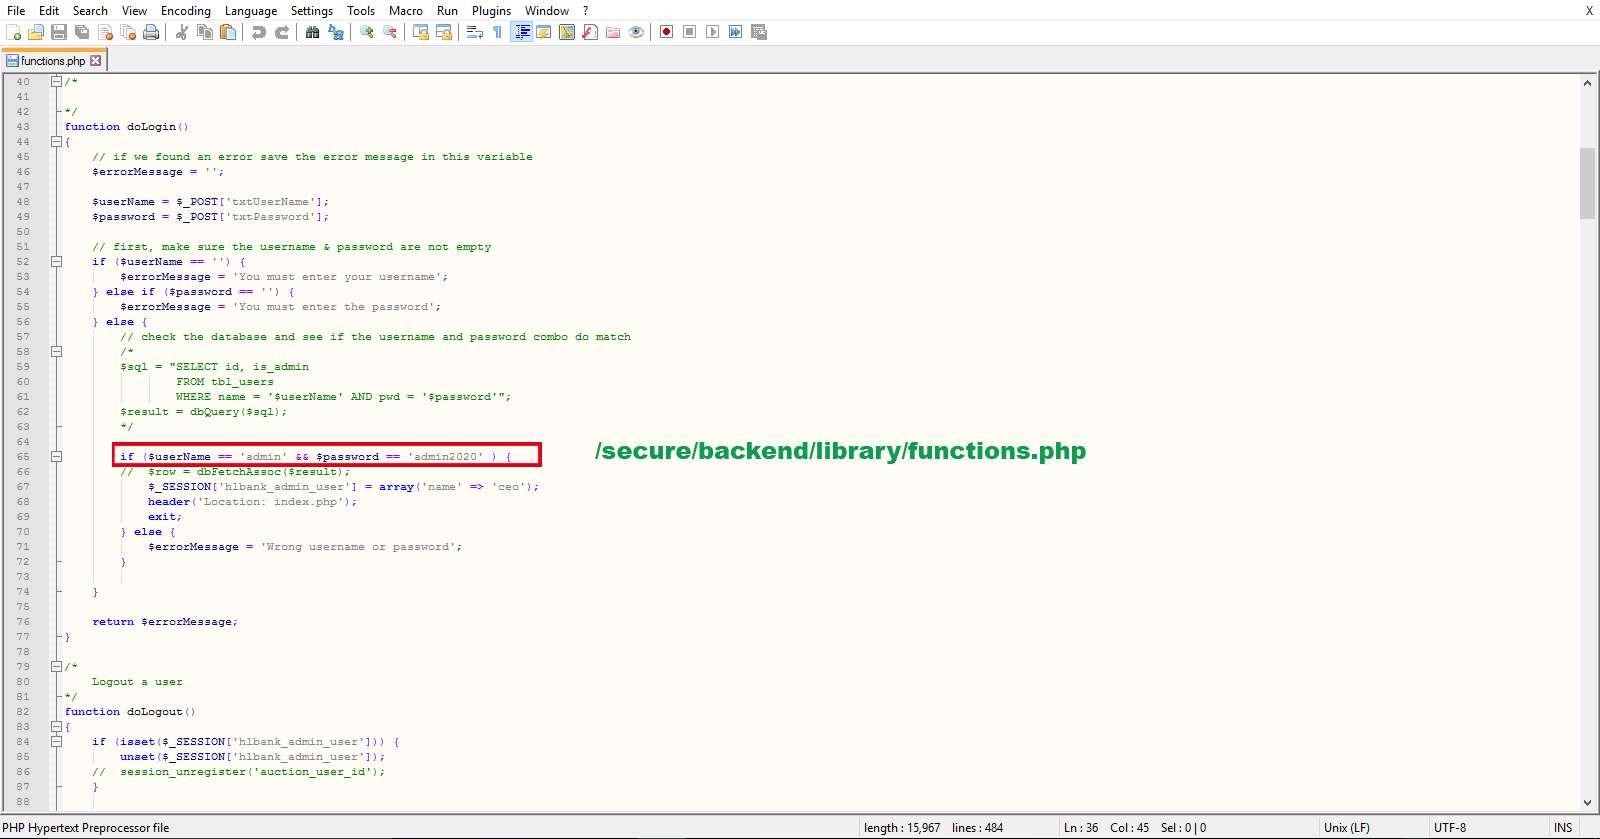 File Edit Search View Encoding Language Settings Tools Macro Run Plugins Window ? X
functions.php
40 /*
41
42 */
43 function doLogin()
44 {
45 // if we found an error save the error message in this variable
46 $errorMessage = '';
47
48 $userName = $_POST['txtUserName'];
49 $password = $_POST['txtPassword'];
50
51 // first, make sure the username & password are not empty
52 if ($userName == '') {
53 $errorMessage = 'You must enter your username';
54 } else if ($password == '') {
55 $errorMessage = 'You must enter the password';
56 } else {
57 // check the database and see if the username and password combo do match
58 /*
59 $sql = "SELECT id, is_admin
60 FROM tbl_users
61 WHERE name = '$userName' AND pwd = '$password'";
62 $result = dbQuery($sql);
63 */
64
65 if ($userName == 'admin' && $password == 'admin2020' ) {
/secure/backend/library/functions.php
66 // $row = dbFetchAssoc($result);
67 $_SESSION['hlbank_admin_user'] = array('name' => 'ceo');
68 header('Location: index.php');
69 exit;
70 } else {
71 $errorMessage = 'Wrong username or password';
72 }
73
74 }
75
76 return $errorMessage;
77 }
78
79 /*
80 Logout a user
81 */
82 function doLogout()
83 {
84 if (isset($_SESSION['hlbank_admin_user'])) {
85 unset($_SESSION['hlbank_admin_user']);
86 // session_unregister('auction_user_id');
87 }
88
PHP Hypertext Preprocessor file length : 15,967 lines : 484 Ln : 36 Col : 45 Sel : 0 | 0 Unix (LF) UTF-8 INS